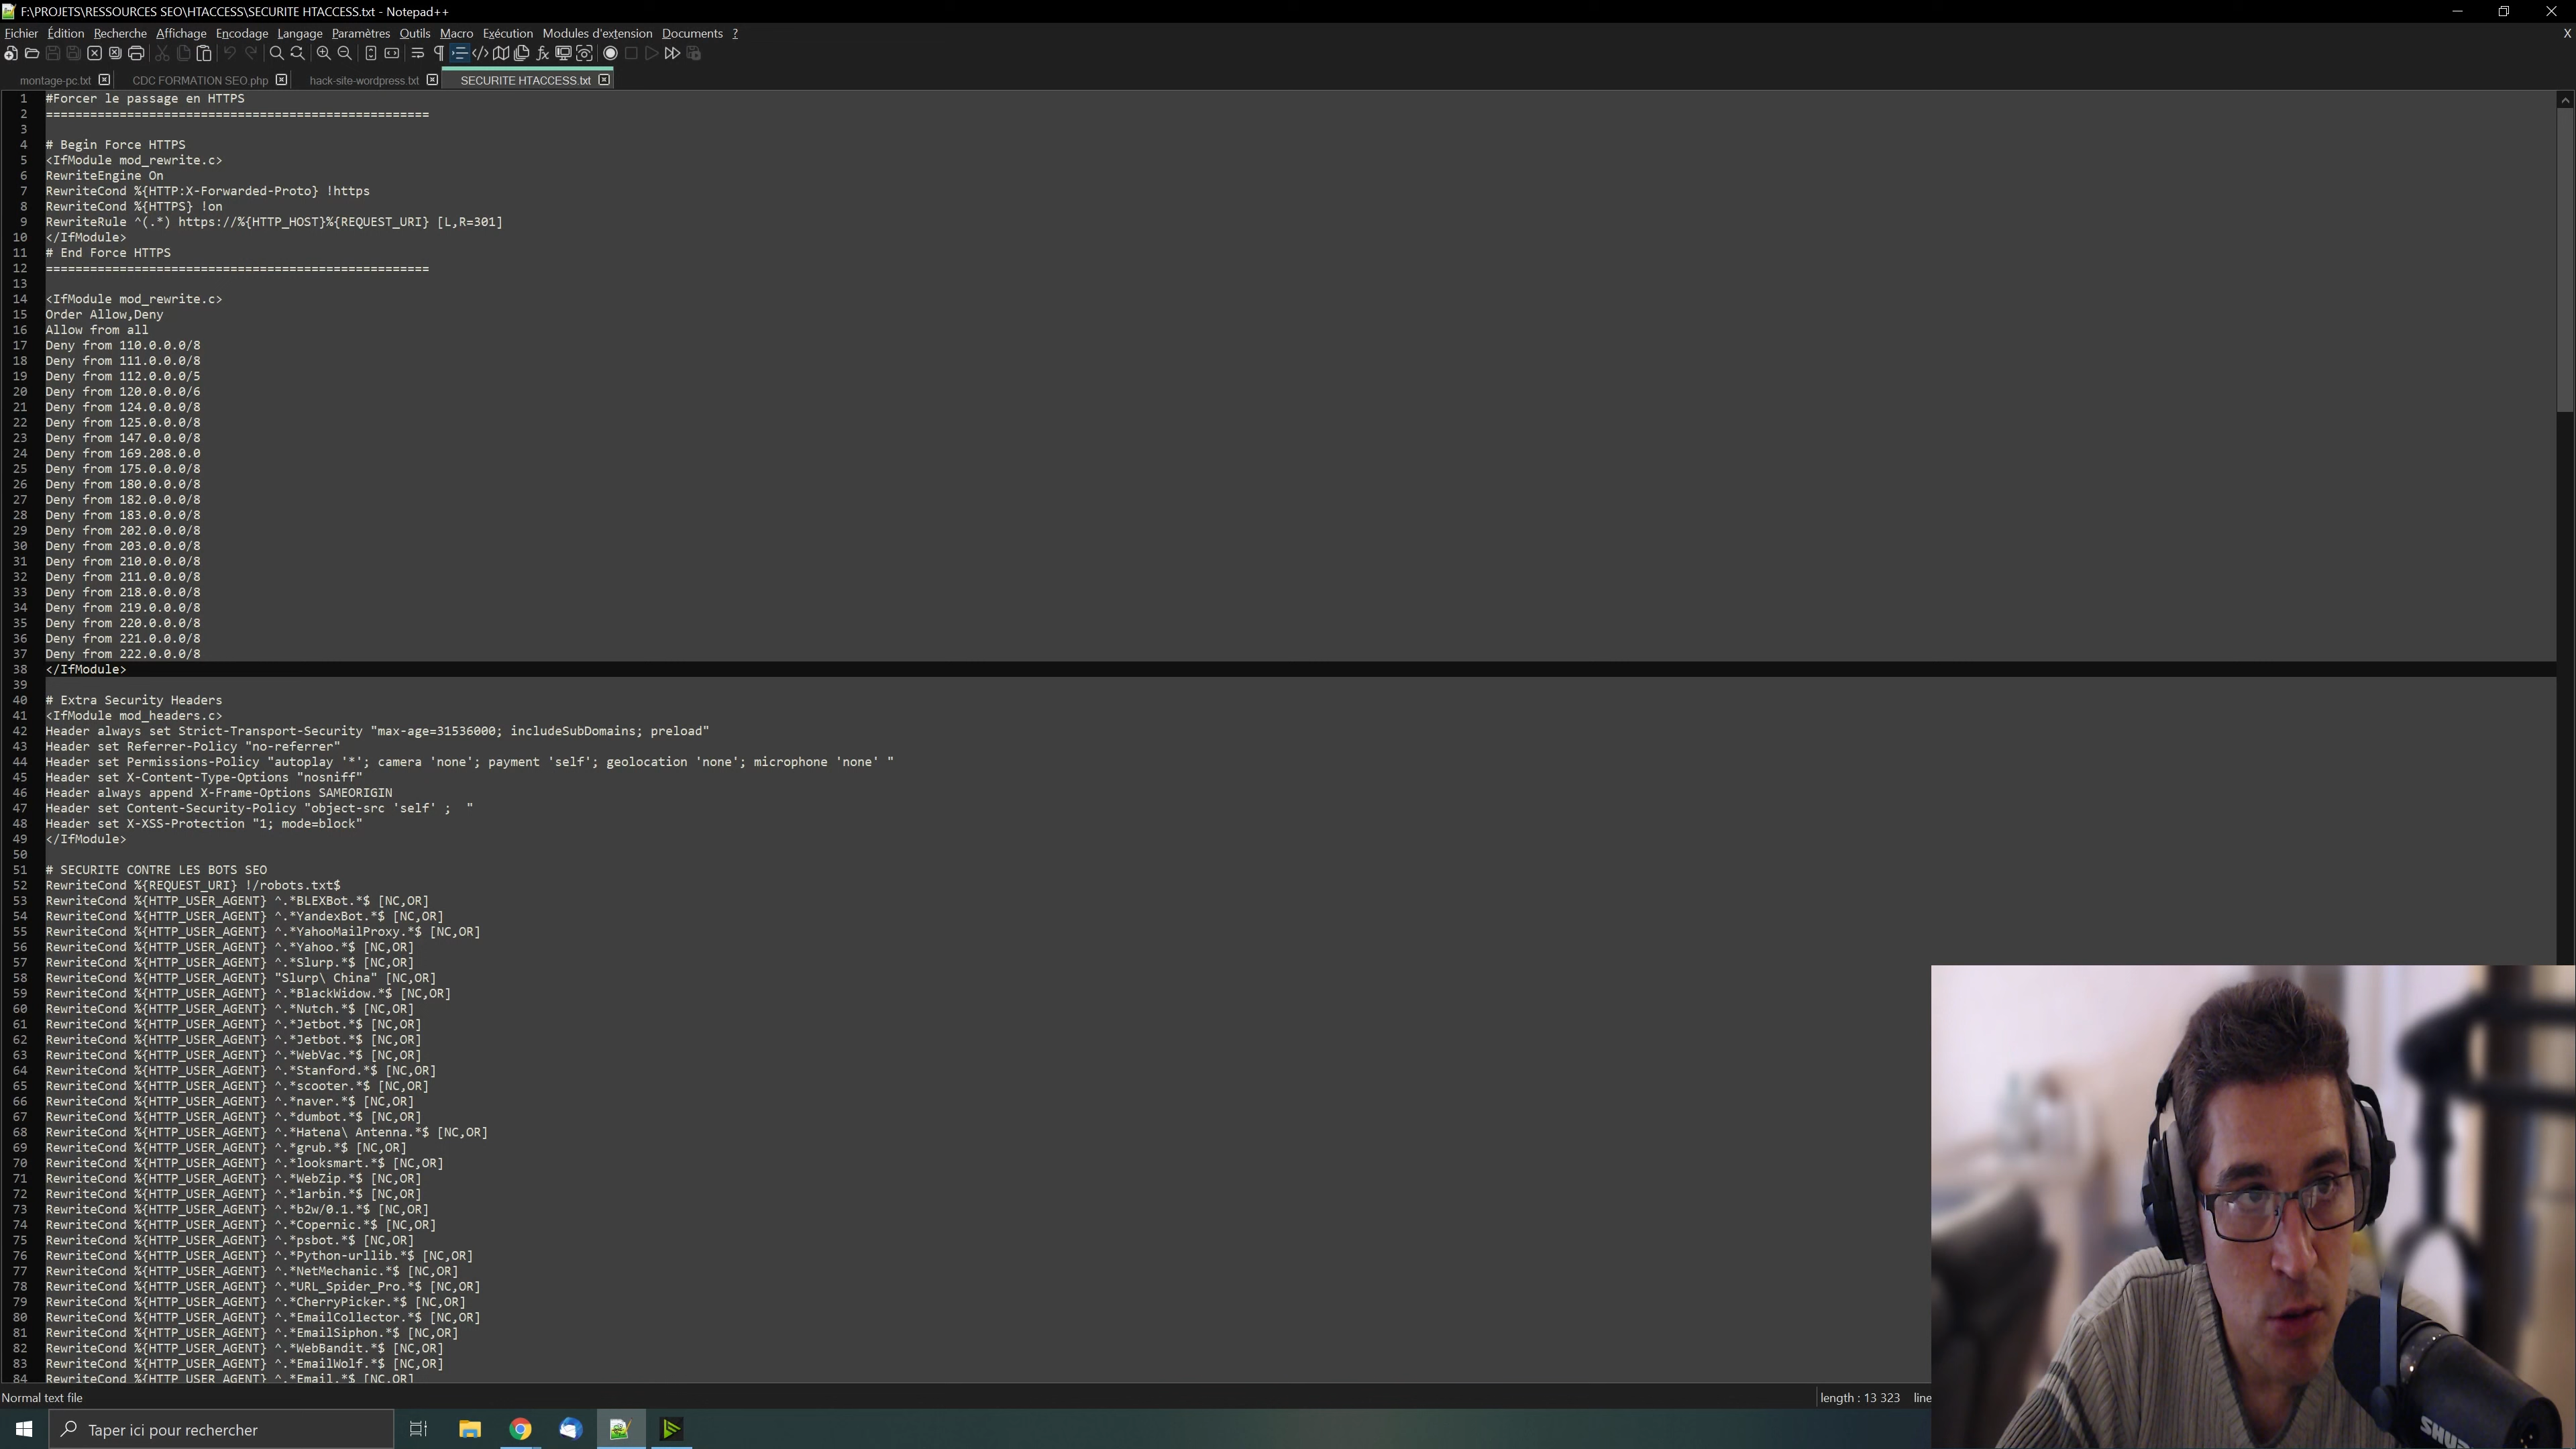 F:\PROJETS\RESSOURCES SEO\HTACCESS\SECURITE HTACCESS.txt - Notepad++
Fichier Édition Recherche Affichage Encodage Langage Paramètres Outils Macro Exécution Modules d'extension Documents ? X
montage-pc.txt CDC FORMATION SEO.php hack-site-wordpress.txt SECURITE HTACCESS.txt
1 #Forcer le passage en HTTPS
2 ====================================================
3
4 # Begin Force HTTPS
5 <IfModule mod_rewrite.c>
6 RewriteEngine On
7 RewriteCond %{HTTP:X-Forwarded-Proto} !https
8 RewriteCond %{HTTPS} !on
9 RewriteRule ^(.*) https://%{HTTP_HOST}%{REQUEST_URI} [L,R=301]
10 </IfModule>
11 # End Force HTTPS
12 ====================================================
13
14 <IfModule mod_rewrite.c>
15 Order Allow,Deny
16 Allow from all
17 Deny from 110.0.0.0/8
18 Deny from 111.0.0.0/8
19 Deny from 112.0.0.0/5
20 Deny from 120.0.0.0/6
21 Deny from 124.0.0.0/8
22 Deny from 125.0.0.0/8
23 Deny from 147.0.0.0/8
24 Deny from 169.208.0.0
25 Deny from 175.0.0.0/8
26 Deny from 180.0.0.0/8
27 Deny from 182.0.0.0/8
28 Deny from 183.0.0.0/8
29 Deny from 202.0.0.0/8
30 Deny from 203.0.0.0/8
31 Deny from 210.0.0.0/8
32 Deny from 211.0.0.0/8
33 Deny from 218.0.0.0/8
34 Deny from 219.0.0.0/8
35 Deny from 220.0.0.0/8
36 Deny from 221.0.0.0/8
37 Deny from 222.0.0.0/8
38 </IfModule>
39
40 # Extra Security Headers
41 <IfModule mod_headers.c>
42 Header always set Strict-Transport-Security "max-age=31536000; includeSubDomains; preload"
43 Header set Referrer-Policy "no-referrer"
44 Header set Permissions-Policy "autoplay '*'; camera 'none'; payment 'self'; geolocation 'none'; microphone 'none' "
45 Header set X-Content-Type-Options "nosniff"
46 Header always append X-Frame-Options SAMEORIGIN
47 Header set Content-Security-Policy "object-src 'self' ;  "
48 Header set X-XSS-Protection "1; mode=block"
49 </IfModule>
50
51 # SECURITE CONTRE LES BOTS SEO
52 RewriteCond %{REQUEST_URI} !/robots.txt$
53 RewriteCond %{HTTP_USER_AGENT} ^.*BLEXBot.*$ [NC,OR]
54 RewriteCond %{HTTP_USER_AGENT} ^.*YandexBot.*$ [NC,OR]
55 RewriteCond %{HTTP_USER_AGENT} ^.*YahooMailProxy.*$ [NC,OR]
56 RewriteCond %{HTTP_USER_AGENT} ^.*Yahoo.*$ [NC,OR]
57 RewriteCond %{HTTP_USER_AGENT} ^.*Slurp.*$ [NC,OR]
58 RewriteCond %{HTTP_USER_AGENT} "Slurp\ China" [NC,OR]
59 RewriteCond %{HTTP_USER_AGENT} ^.*BlackWidow.*$ [NC,OR]
60 RewriteCond %{HTTP_USER_AGENT} ^.*Nutch.*$ [NC,OR]
61 RewriteCond %{HTTP_USER_AGENT} ^.*Jetbot.*$ [NC,OR]
62 RewriteCond %{HTTP_USER_AGENT} ^.*Jetbot.*$ [NC,OR]
63 RewriteCond %{HTTP_USER_AGENT} ^.*WebVac.*$ [NC,OR]
64 RewriteCond %{HTTP_USER_AGENT} ^.*Stanford.*$ [NC,OR]
65 RewriteCond %{HTTP_USER_AGENT} ^.*scooter.*$ [NC,OR]
66 RewriteCond %{HTTP_USER_AGENT} ^.*naver.*$ [NC,OR]
67 RewriteCond %{HTTP_USER_AGENT} ^.*dumbot.*$ [NC,OR]
68 RewriteCond %{HTTP_USER_AGENT} ^.*Hatena\ Antenna.*$ [NC,OR]
69 RewriteCond %{HTTP_USER_AGENT} ^.*grub.*$ [NC,OR]
70 RewriteCond %{HTTP_USER_AGENT} ^.*looksmart.*$ [NC,OR]
71 RewriteCond %{HTTP_USER_AGENT} ^.*WebZip.*$ [NC,OR]
72 RewriteCond %{HTTP_USER_AGENT} ^.*larbin.*$ [NC,OR]
73 RewriteCond %{HTTP_USER_AGENT} ^.*b2w/0.1.*$ [NC,OR]
74 RewriteCond %{HTTP_USER_AGENT} ^.*Copernic.*$ [NC,OR]
75 RewriteCond %{HTTP_USER_AGENT} ^.*psbot.*$ [NC,OR]
76 RewriteCond %{HTTP_USER_AGENT} ^.*Python-urllib.*$ [NC,OR]
77 RewriteCond %{HTTP_USER_AGENT} ^.*NetMechanic.*$ [NC,OR]
78 RewriteCond %{HTTP_USER_AGENT} ^.*URL_Spider_Pro.*$ [NC,OR]
79 RewriteCond %{HTTP_USER_AGENT} ^.*CherryPicker.*$ [NC,OR]
80 RewriteCond %{HTTP_USER_AGENT} ^.*EmailCollector.*$ [NC,OR]
81 RewriteCond %{HTTP_USER_AGENT} ^.*EmailSiphon.*$ [NC,OR]
82 RewriteCond %{HTTP_USER_AGENT} ^.*WebBandit.*$ [NC,OR]
83 RewriteCond %{HTTP_USER_AGENT} ^.*EmailWolf.*$ [NC,OR]
84 RewriteCond %{HTTP_USER_AGENT} ^.*Email.*$ [NC,OR]
Normal text file length : 13 323 line
Taper ici pour rechercher
SHURE